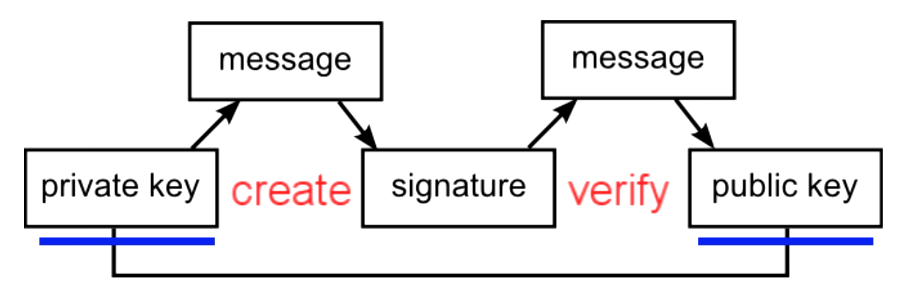 message
message
private key
create
signature
verify
public key